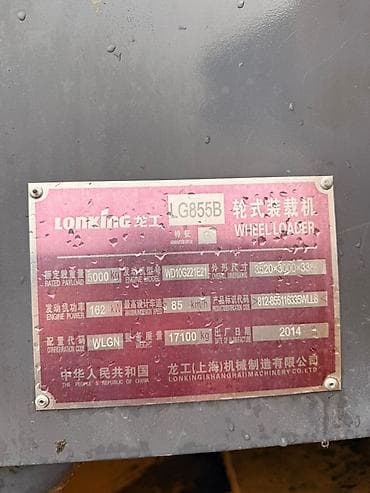 LONKING 龙工 LG855B 轮式装载机
特征 WHEEL LOADER
额定载重量 5000 kg 发动机型号 WD10G221E21 外形尺寸
RATED PAYLOAD ENGINE MODEL
发动机功率 162 kW 最高设计车速 85 km/h 产品标识代码
ENGINE POWER
配置代码 WLGN 整备质量 17100 kg 出厂日期 2014
CONFIGURATION CODE
中华人民共和国 龙工(上海)机械制造有限公司
THE PEOPLE'S REPUBLIC OF CHINA LONKING(SHANGHAI)MACHINERY CO.,LTD